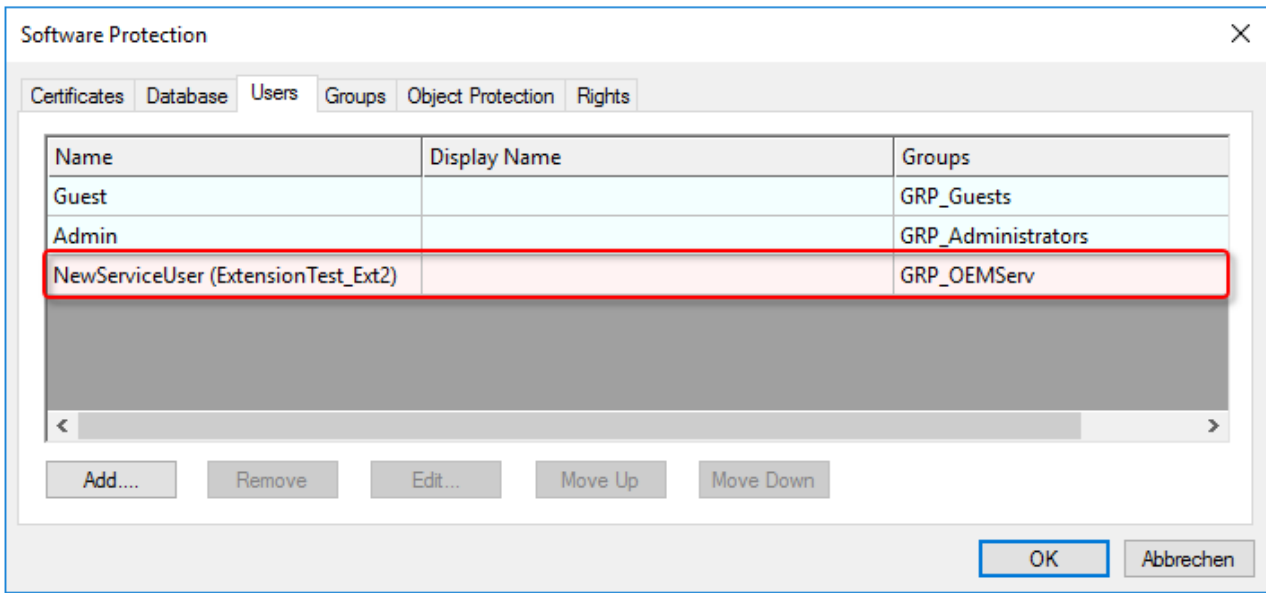 Software Protection
Certificates Database Users Groups Object Protection Rights
Name Display Name Groups
Guest GRP_Guests
Admin GRP_Administrators
NewServiceUser (ExtensionTest_Ext2) GRP_OEMServ
Add.... Remove Edit... Move Up Move Down
OK Abbrechen